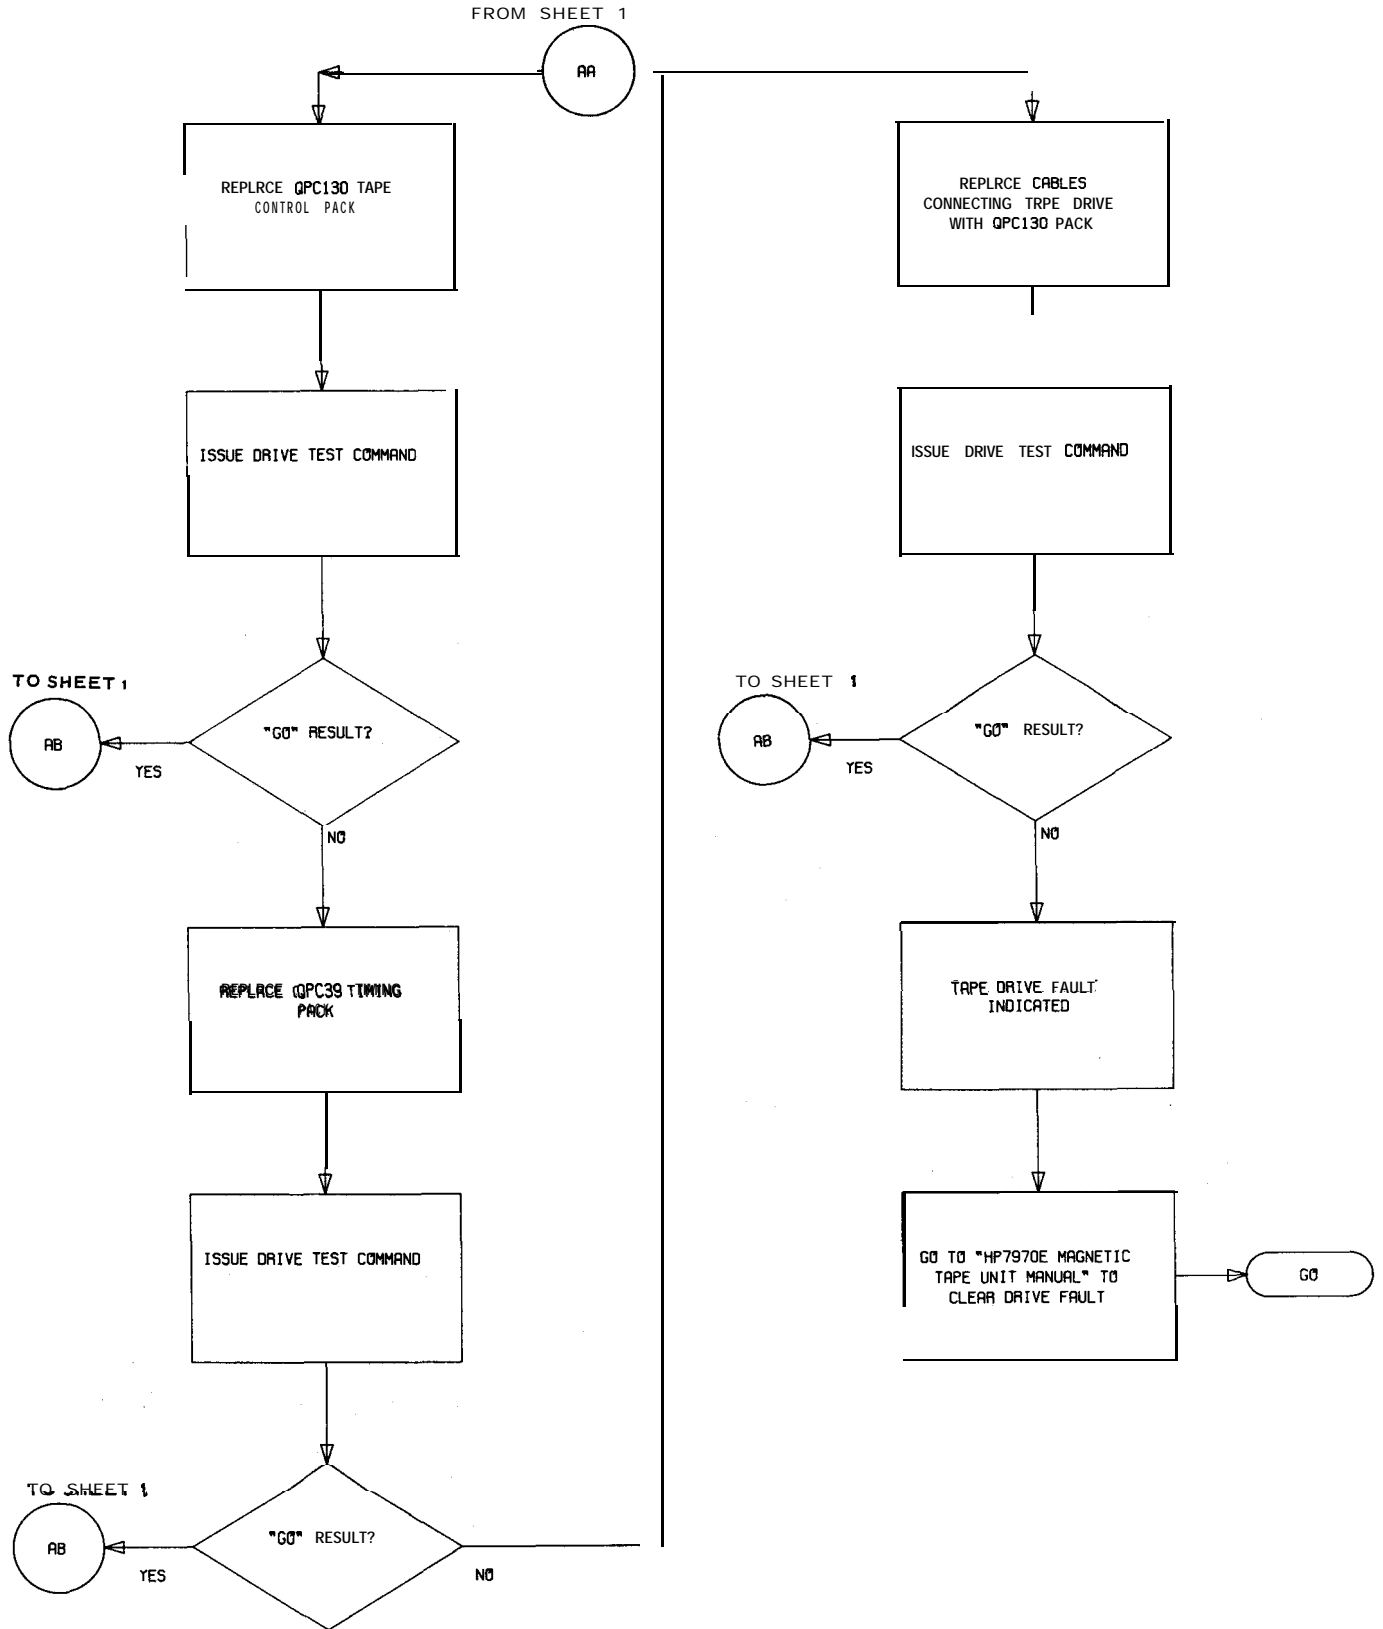 FROM SHEET 1
AA
REPLRCE QPC130 TAPE
CONTROL PACK
ISSUE DRIVE TEST COMMAND
TO SHEET 1
"GO" RESULT?
AB
YES
NO
REPLACE QPC39 TIMING
PACK
ISSUE DRIVE TEST COMMAND
TO SHEET 1
"GO" RESULT?
AB
YES
NO
REPLRCE CABLES
CONNECTING TRPE DRIVE
WITH QPC130 PACK
ISSUE DRIVE TEST COMMAND
TO SHEET 1
"GO" RESULT?
AB
YES
NO
TAPE DRIVE FAULT
INDICATED
GO TO "HP7970E MAGNETIC
TAPE UNIT MANUAL" TO
CLEAR DRIVE FAULT
GO